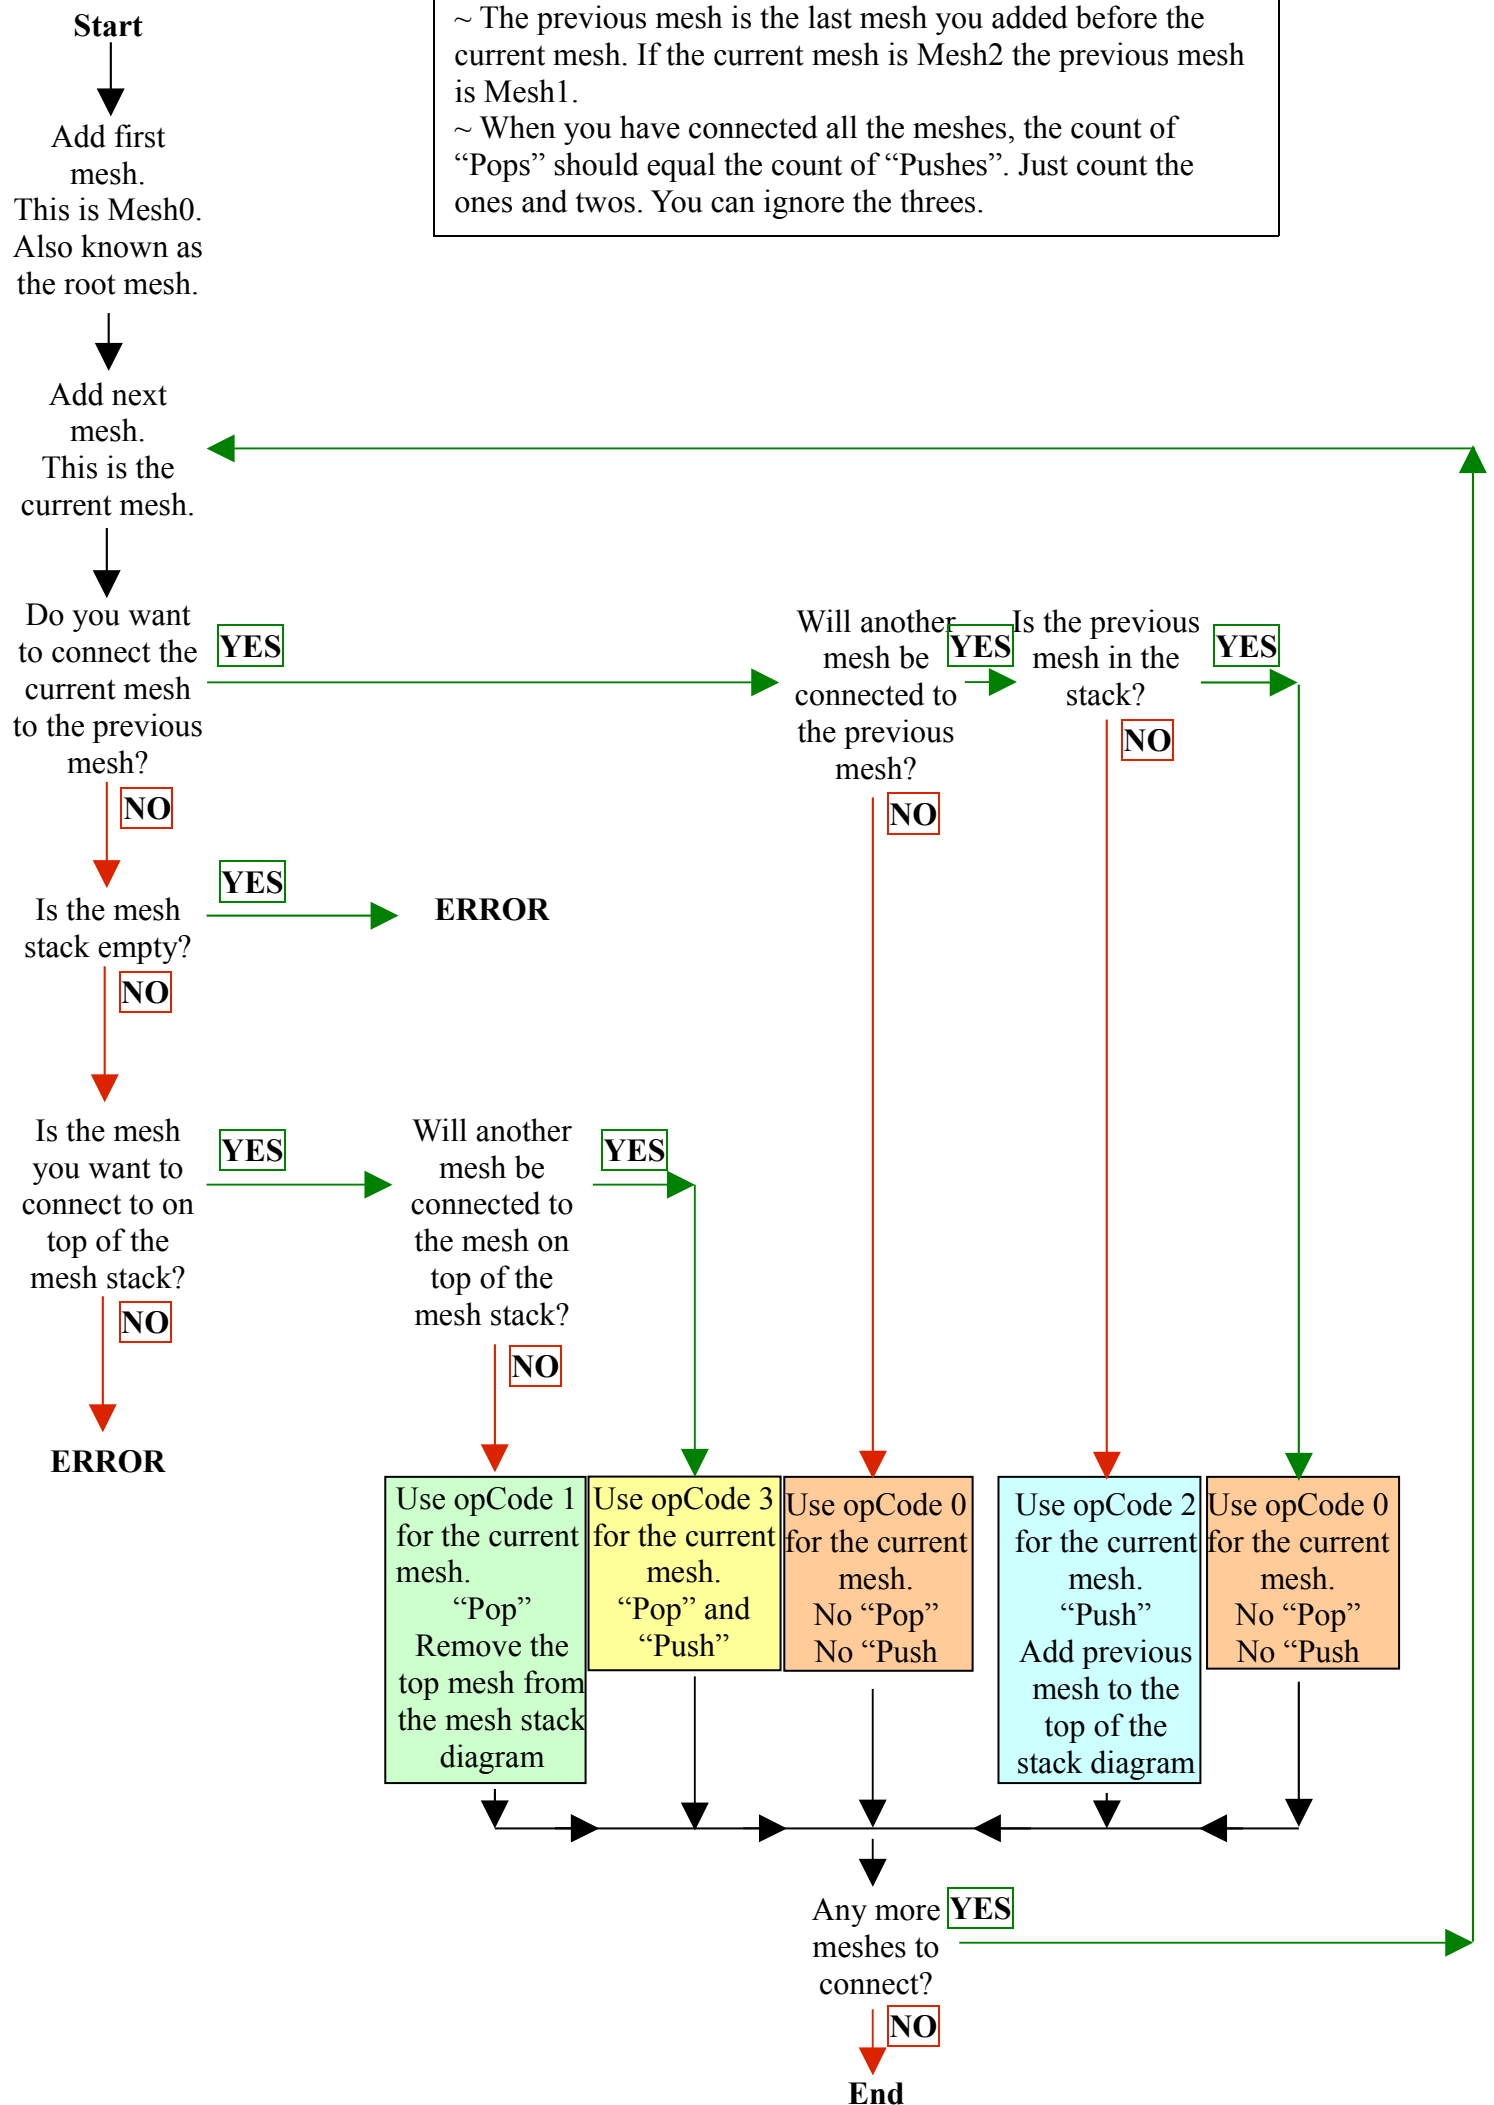 Start
~ The previous mesh is the last mesh you added before the
current mesh. If the current mesh is Mesh2 the previous mesh
is Mesh1.
~ When you have connected all the meshes, the count of
“Pops” should equal the count of “Pushes”. Just count the
ones and twos. You can ignore the threes.
Add first
mesh.
This is Mesh0.
Also known as
the root mesh.
Add next
mesh.
This is the
current mesh.
Do you want
to connect the
current mesh
to the previous
mesh?
YES
NO
Will another
mesh be
connected to
the previous
mesh?
YES
NO
Is the previous
mesh in the
stack?
YES
NO
Is the mesh
stack empty?
YES
ERROR
NO
Is the mesh
you want to
connect to on
top of the
mesh stack?
YES
NO
ERROR
Will another
mesh be
connected to
the mesh on
top of the
mesh stack?
YES
NO
Use opCode 1
for the current
mesh.
“Pop”
Remove the
top mesh from
the mesh stack
diagram
Use opCode 3
for the current
mesh.
“Pop” and
“Push”
Use opCode 0
for the current
mesh.
No “Pop”
No “Push
Use opCode 2
for the current
mesh.
“Push”
Add previous
mesh to the
top of the
stack diagram
Use opCode 0
for the current
mesh.
No “Pop”
No “Push
Any more
meshes to
connect?
YES
NO
End